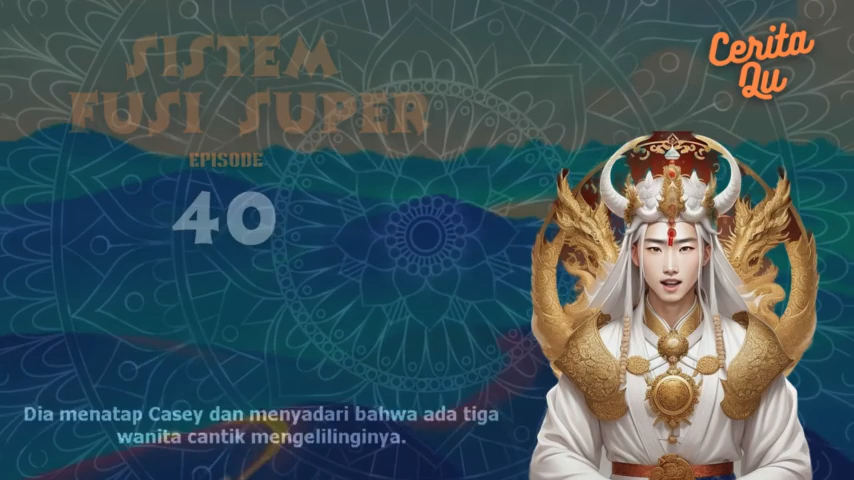 SISTEM
FUSI SUPER
EPISODE
40
Cerita
Qu
Dia menatap Casey dan menyadari bahwa ada tiga
wanita cantik mengelilinginya.